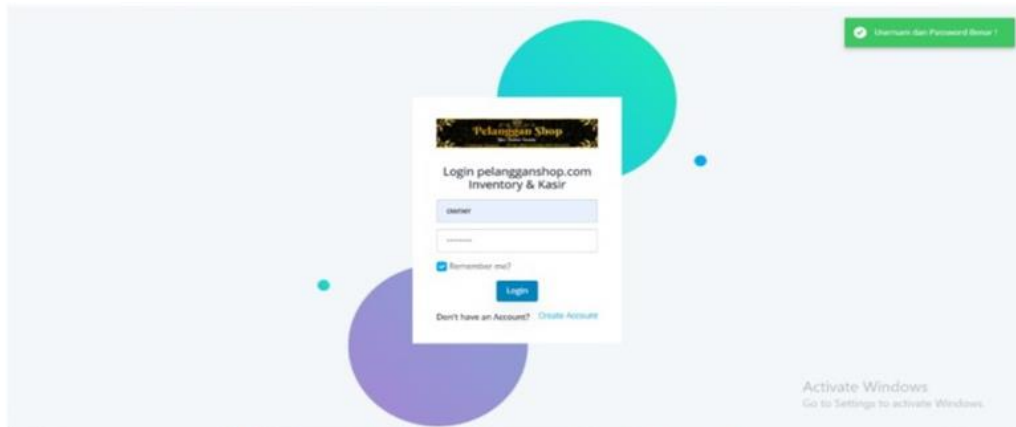 Usernam dan Password Benar !
Pelanggan Shop
Login pelangganshop.com
Inventory & Kasir
owner
Remember me?
Login
Don't have an Account? Create Account
Activate Windows
Go to Settings to activate Windows.